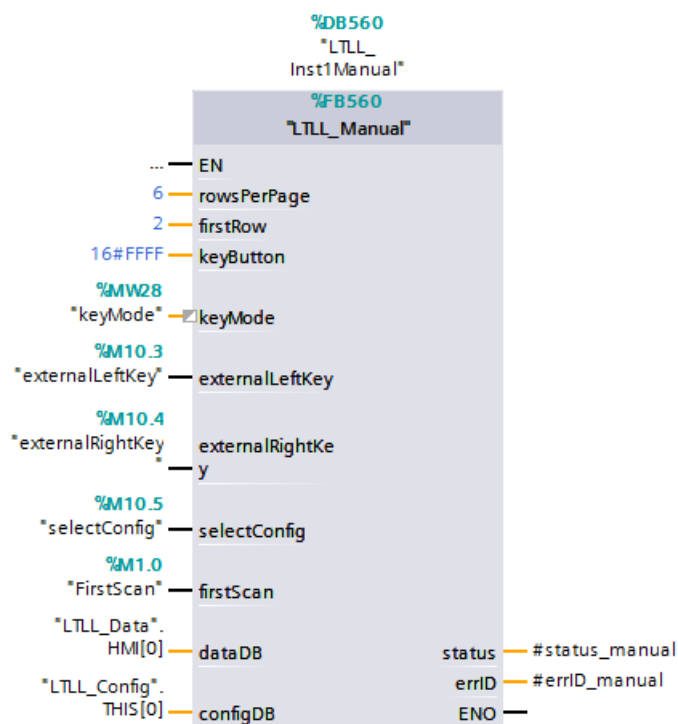 %DB560
"LTLL_
Inst1Manual"
%FB560
"LTLL_Manual"
... EN
6 rowsPerPage
2 firstRow
16#FFFF keyButton
%MW28
"keyMode" keyMode
%M10.3
"externalLeftKey" externalLeftKey
%M10.4
"externalRightKey externalRightKe
" y
%M10.5
"selectConfig" selectConfig
%M1.0
"FirstScan" firstScan
"LTLL_Data".
HMI[0] dataDB status #status_manual
errID #errID_manual
"LTLL_Config".
THIS[0] configDB ENO